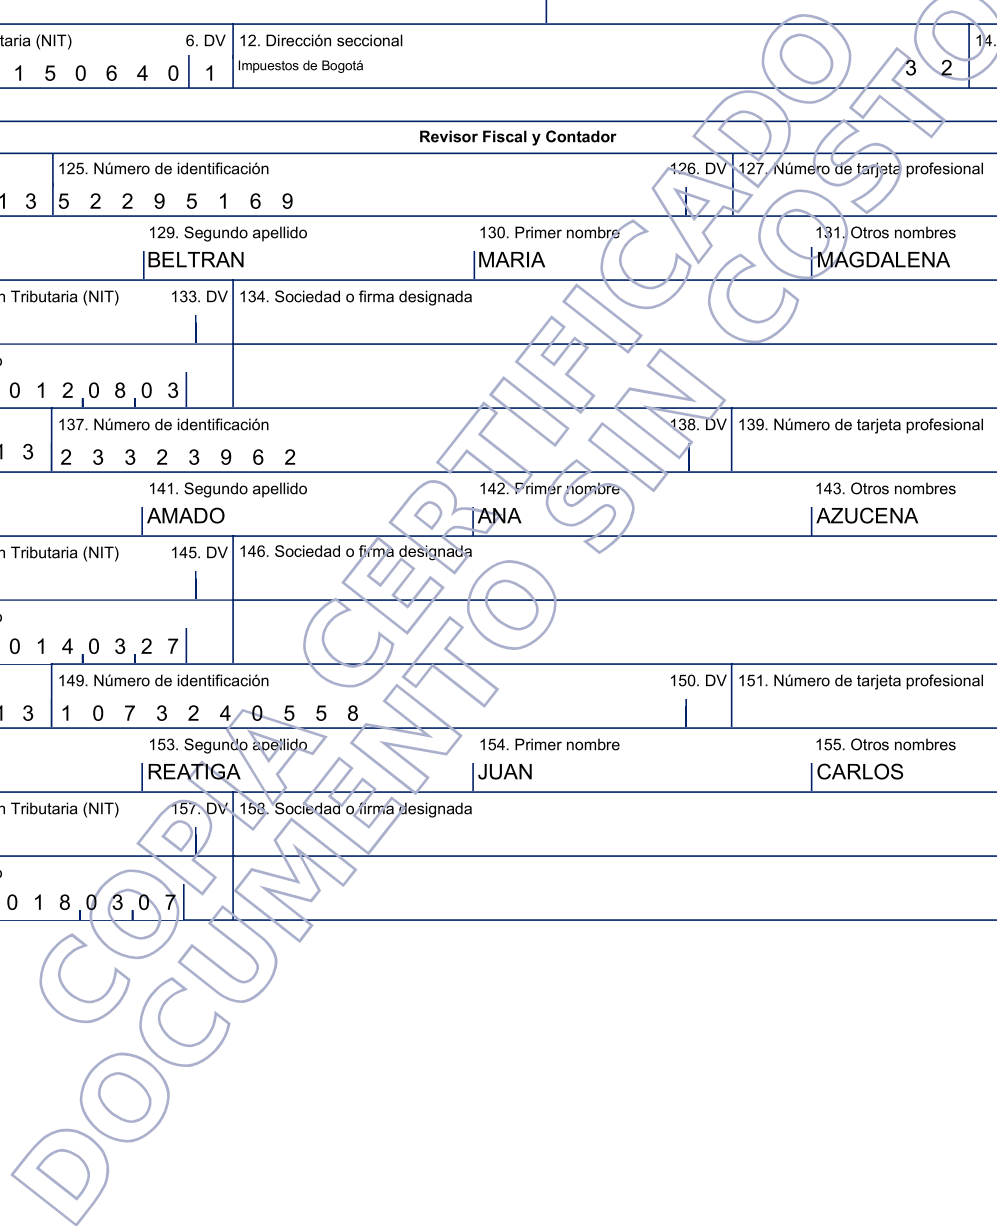 taria (NIT) 6. DV 12. Dirección seccional 14.
1 5 0 6 4 0 1 Impuestos de Bogotá 3 2
Revisor Fiscal y Contador
125. Número de identificación 126. DV 127. Número de tarjeta profesional
1 3 5 2 2 9 5 1 6 9
129. Segundo apellido 130. Primer nombre 131. Otros nombres
BELTRAN MARIA MAGDALENA
n Tributaria (NIT) 133. DV 134. Sociedad o firma designada
o
0 1 2 0 8 0 3
137. Número de identificación 138. DV 139. Número de tarjeta profesional
1 3 2 3 3 2 3 9 6 2
141. Segundo apellido 142. Primer nombre 143. Otros nombres
AMADO ANA AZUCENA
n Tributaria (NIT) 145. DV 146. Sociedad o firma designada
o
0 1 4 0 3 2 7
149. Número de identificación 150. DV 151. Número de tarjeta profesional
1 3 1 0 7 3 2 4 0 5 5 8
153. Segundo apellido 154. Primer nombre 155. Otros nombres
REATIGA JUAN CARLOS
n Tributaria (NIT) 157. DV 158. Sociedad o firma designada
o
0 1 8 0 3 0 7
COPIA CERTIFICADO
DOCUMENTO SIN COSTO